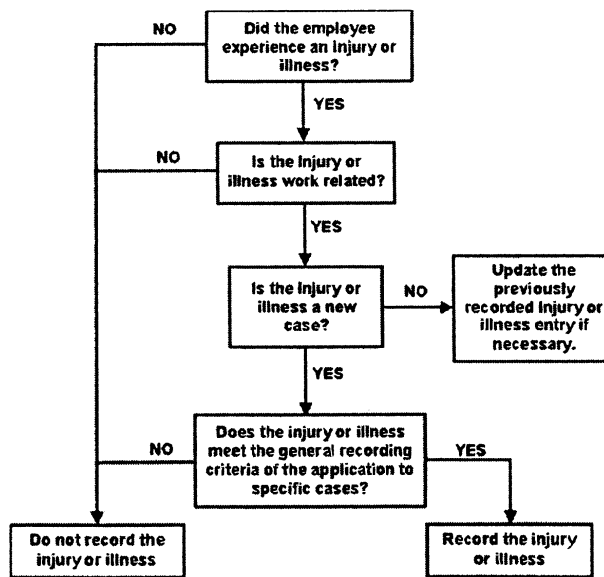 NO
Did the employee
experience an Injury or
illness?
YES
NO
Is the Injury or
illness work related?
YES
Is the Injury or
illness a new
case?
NO
Update the
previously
recorded Injury or
illness entry if
necessary.
YES
NO
Does the injury or illness
meet the general recording
criteria of the application to
specific cases?
YES
Do not record the
injury or illness
Record the injury
or illness